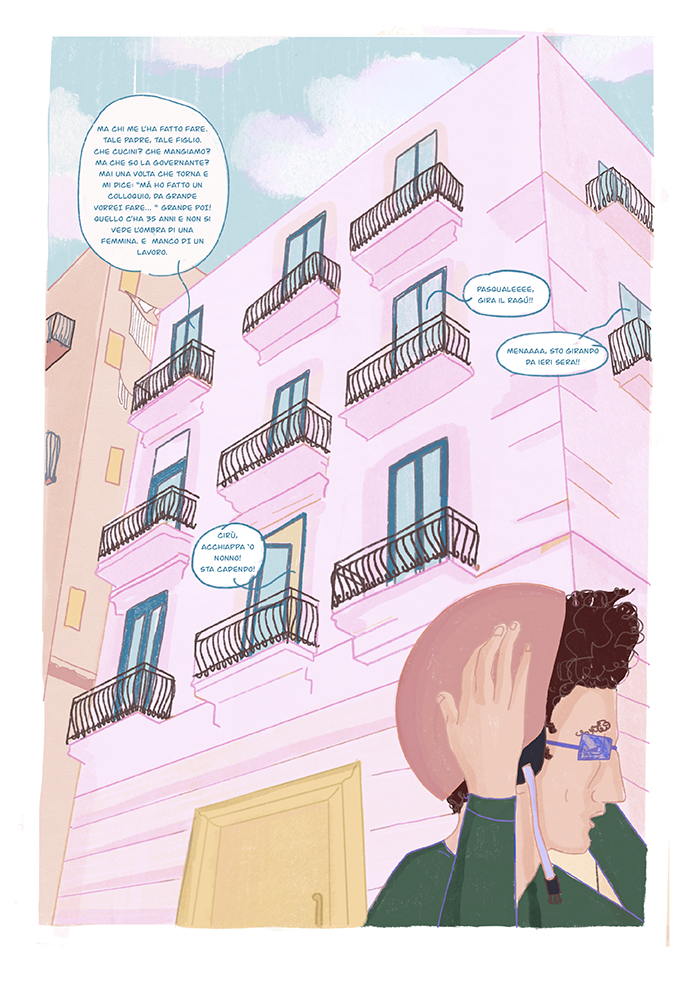 MA CHI ME L'HA FATTO FARE.
TALE PADRE, TALE FIGLIO.
CHE CUCINI? CHE MANGIAMO?
MA CHE SO LA GOVERNANTE?
MAI UNA VOLTA CHE TORNA E
MI DICE: "MÁ HO FATTO UN
COLLOQUIO, DA GRANDE
VORREI FARE... " GRANDE POI!
QUELLO C'HA 35 ANNI E NON SI
VEDE L'OMBRA DI UNA
FEMMINA. E MANCO DI UN
LAVORO.
PASQUALEEEE,
GIRA IL RAGÚ!!
MENAAAA, STO GIRANDO
DA IERI SERA!!
CIRÙ,
ACCHIAPPA 'O
NONNO!
STA CADENDO!